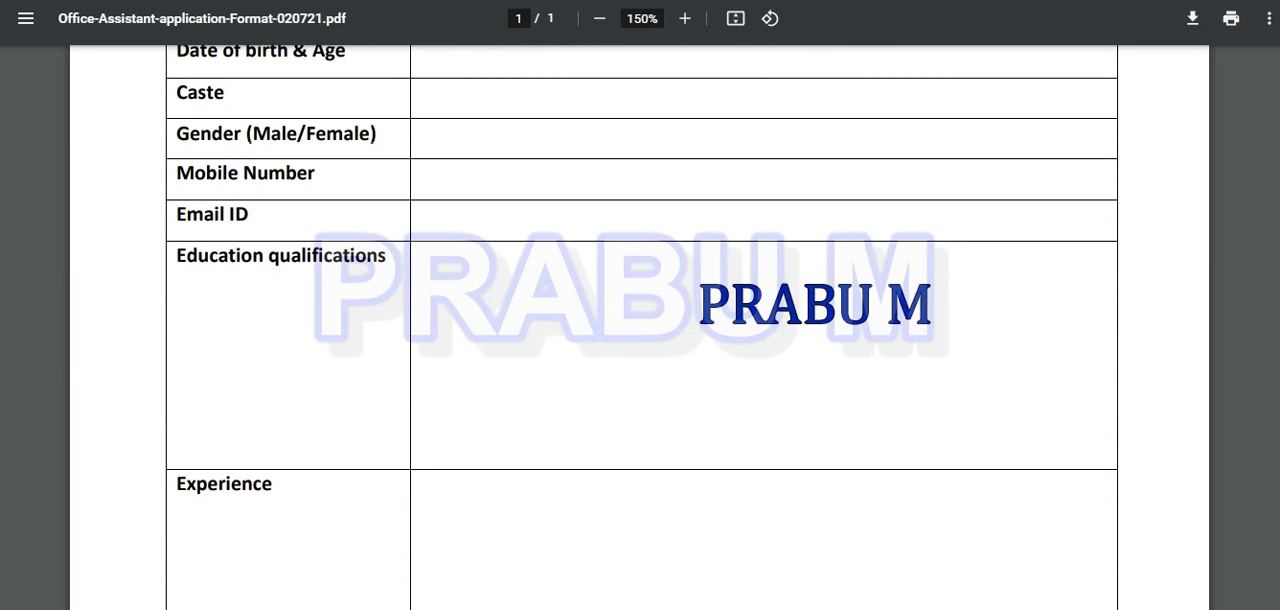 Office-Assistant-application-Format-020721.pdf
1 / 1
150%
Date of birth & Age
Caste
Gender (Male/Female)
Mobile Number
Email ID
Education qualifications
PRABU M
PRABU M
Experience